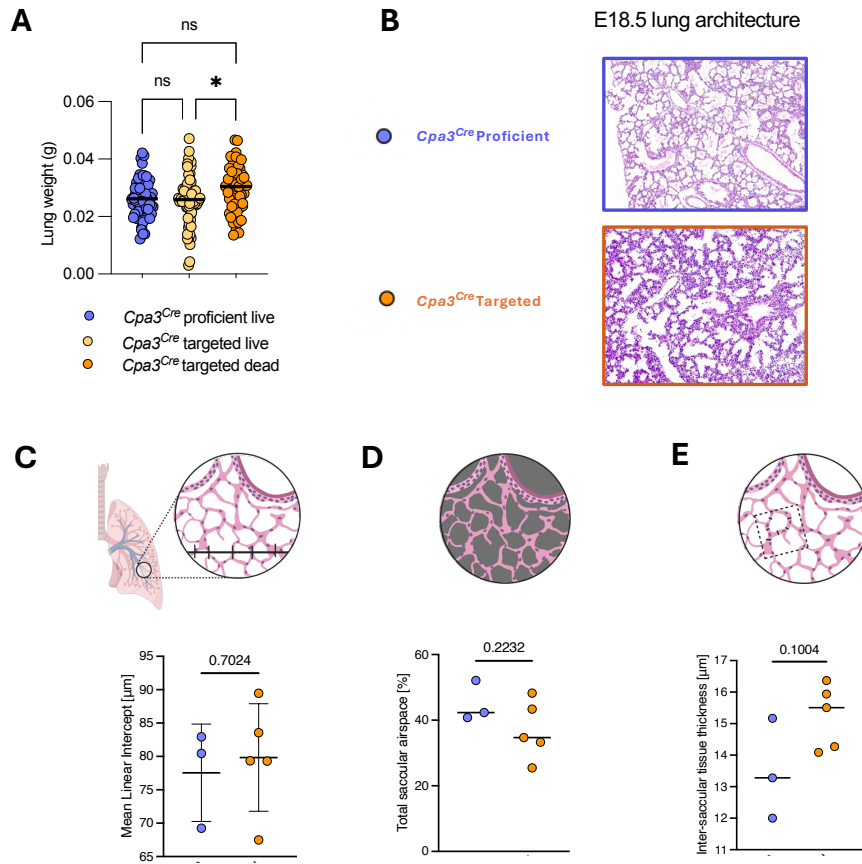 A
ns
ns
*
0.06
0.04
0.02
0.00
Lung weight (g)
Cpa3Cre proficient live
Cpa3Cre targeted live
Cpa3Cre targeted dead
B
E18.5 lung architecture
Cpa3Cre Proficient
Cpa3Cre Targeted
C
95
90
85
80
75
70
65
Mean Linear Intercept [µm]
0.7024
D
60
40
20
0
Total saccular airspace [%]
0.2232
E
17
16
15
14
13
12
11
Inter-saccular tissue thickness [µm]
0.1004